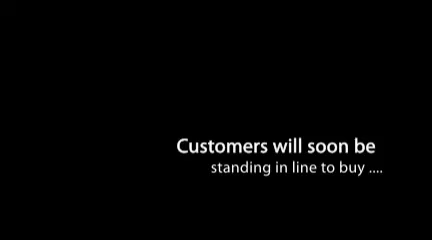 Customers will soon be
standing in line to buy ....